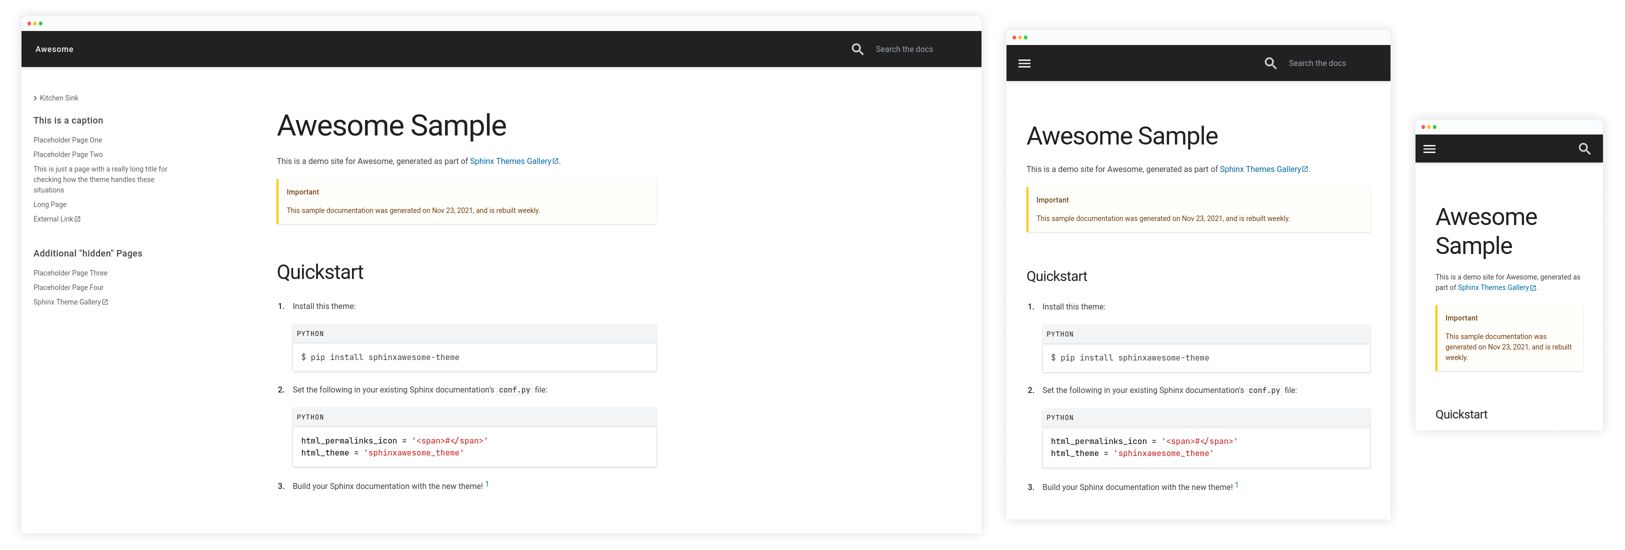 Awesome
Search the docs
Kitchen Sink
This is a caption
Placeholder Page One
Placeholder Page Two
This is just a page with a really long title for
checking how the theme handles these
situations
Long Page
External Link
Additional "hidden" Pages
Placeholder Page Three
Placeholder Page Four
Sphinx Theme Gallery
Awesome Sample
This is a demo site for Awesome, generated as part of Sphinx Themes Gallery.
Important
This sample documentation was generated on Nov 23, 2021, and is rebuilt weekly.
Quickstart
1. Install this theme:
PYTHON
$ pip install sphinxawesome-theme
2. Set the following in your existing Sphinx documentation's conf.py file:
PYTHON
html_permalinks_icon = '<span>#</span>'
html_theme = 'sphinxawesome_theme'
3. Build your Sphinx documentation with the new theme! 1
Search the docs
Awesome Sample
This is a demo site for Awesome, generated as part of Sphinx Themes Gallery.
Important
This sample documentation was generated on Nov 23, 2021, and is rebuilt weekly.
Quickstart
1. Install this theme:
PYTHON
$ pip install sphinxawesome-theme
2. Set the following in your existing Sphinx documentation's conf.py file:
PYTHON
html_permalinks_icon = '<span>#</span>'
html_theme = 'sphinxawesome_theme'
3. Build your Sphinx documentation with the new theme! 1
Awesome
Sample
This is a demo site for Awesome, generated as
part of Sphinx Themes Gallery.
Important
This sample documentation was
generated on Nov 23, 2021, and is rebuilt
weekly.
Quickstart